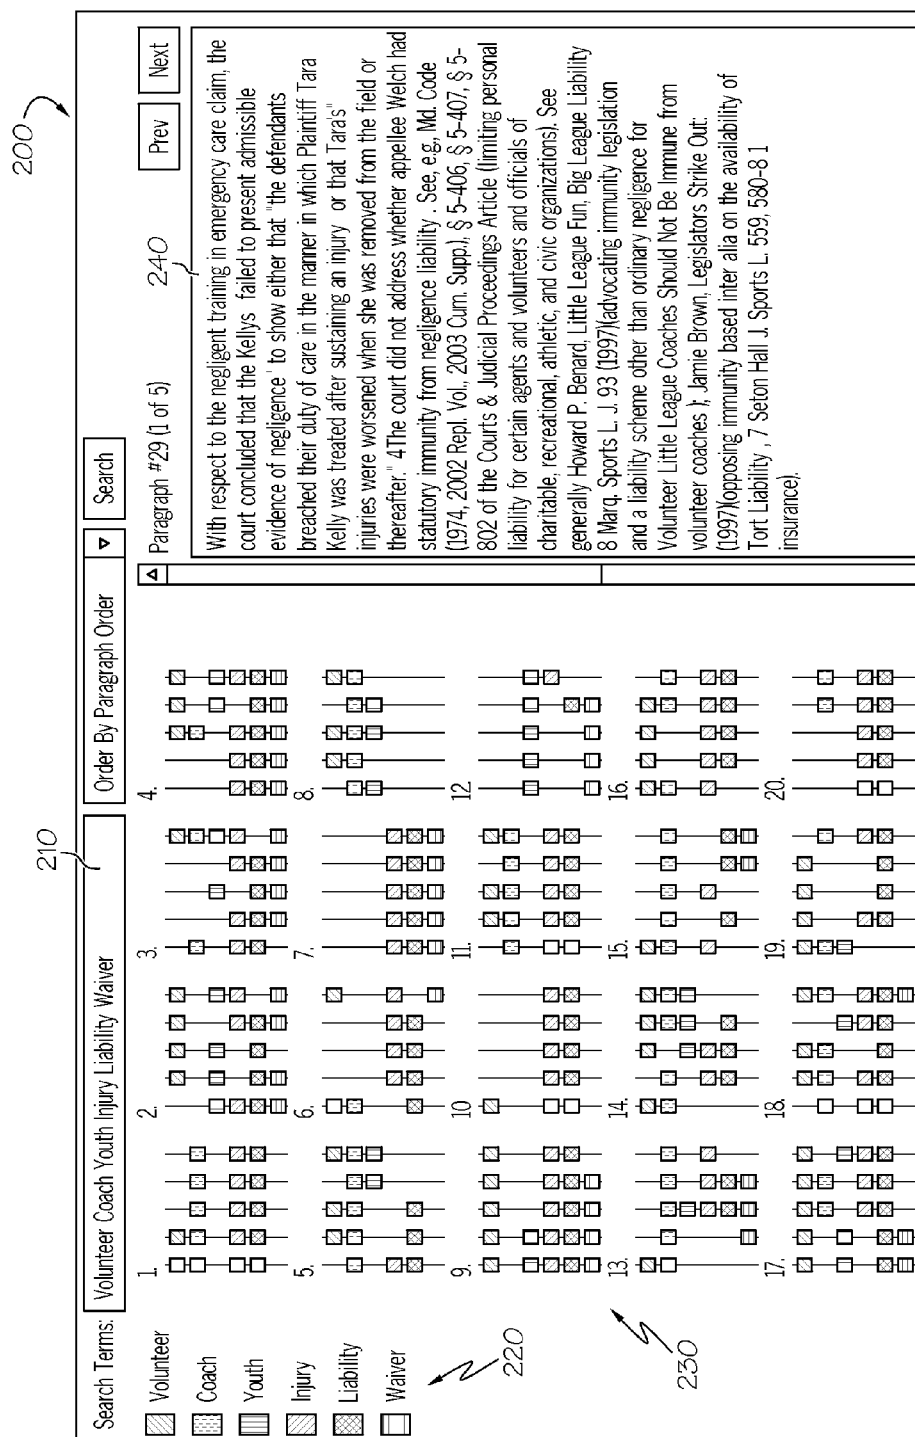 200
210
Search Terms:
Volunteer Coach Youth Injury Liability Waiver
Order By Paragraph Order
Search
Volunteer
Coach
Youth
Injury
Liability
Waiver
220
230
1.
2.
3.
4.
5.
6.
7.
8.
9.
10
11.
12.
13.
14.
15.
16.
17.
18.
19.
20.
Paragraph #29 (1 of 5)
240
Prev
Next
With respect to the negligent training in emergency care claim, the
court concluded that the Kellys failed to present admissible
evidence of negligence' to show either that "the defendants
breached their duty of care in the manner in which Plaintiff Tara
Kelly was treated after sustaining an injury or that Tara's"
injuries were worsened when she was removed from the field or
thereafter." 4The court did not address whether appellee Welch had
statutory immunity from negligence liability . See, e.g., Md. Code
(1974, 2002 Repl. Vol., 2003 Cum. Supp.), § 5-406, § 5-407, § 5-
802 of the Courts & Judicial Proceedings Article (limiting personal
liability for certain agents and volunteers and officials of
charitable, recreational, athletic, and civic organizations). See
generally Howard P. Benard, Little League Fun, Big League Liability
8 Marq. Sports L. J. 93 (1997)(advocating immunity legislation
and a liability scheme other than ordinary negligence for
Volunteer Little League Coaches Should Not Be Immune from
volunteer coaches ); Jamie Brown, Legislators Strike Out:
(1997)(opposing immunity based inter alia on the availability of
Tort Liability , 7 Seton Hall J. Sports L. 559, 580-8 1
insurance).